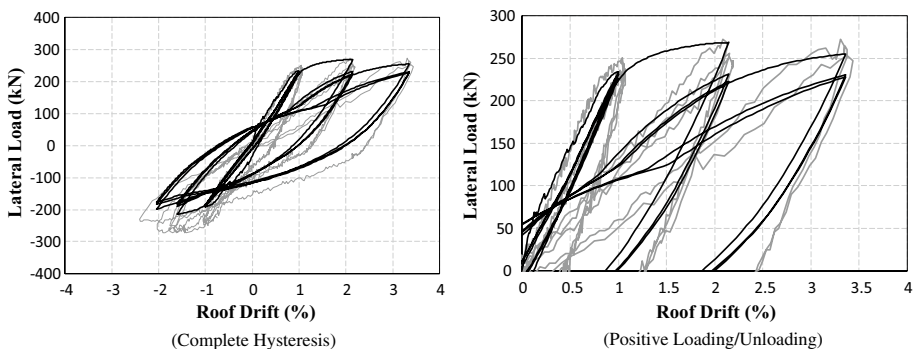 400
300
200
100
0
-100
-200
-300
-400
Lateral Load (kN)
-4 -3 -2 -1 0 1 2 3 4
Roof Drift (%)
(Complete Hysteresis)
300
250
200
150
100
50
0
Lateral Load (kN)
0 0.5 1 1.5 2 2.5 3 3.5 4
Roof Drift (%)
(Positive Loading/Unloading)